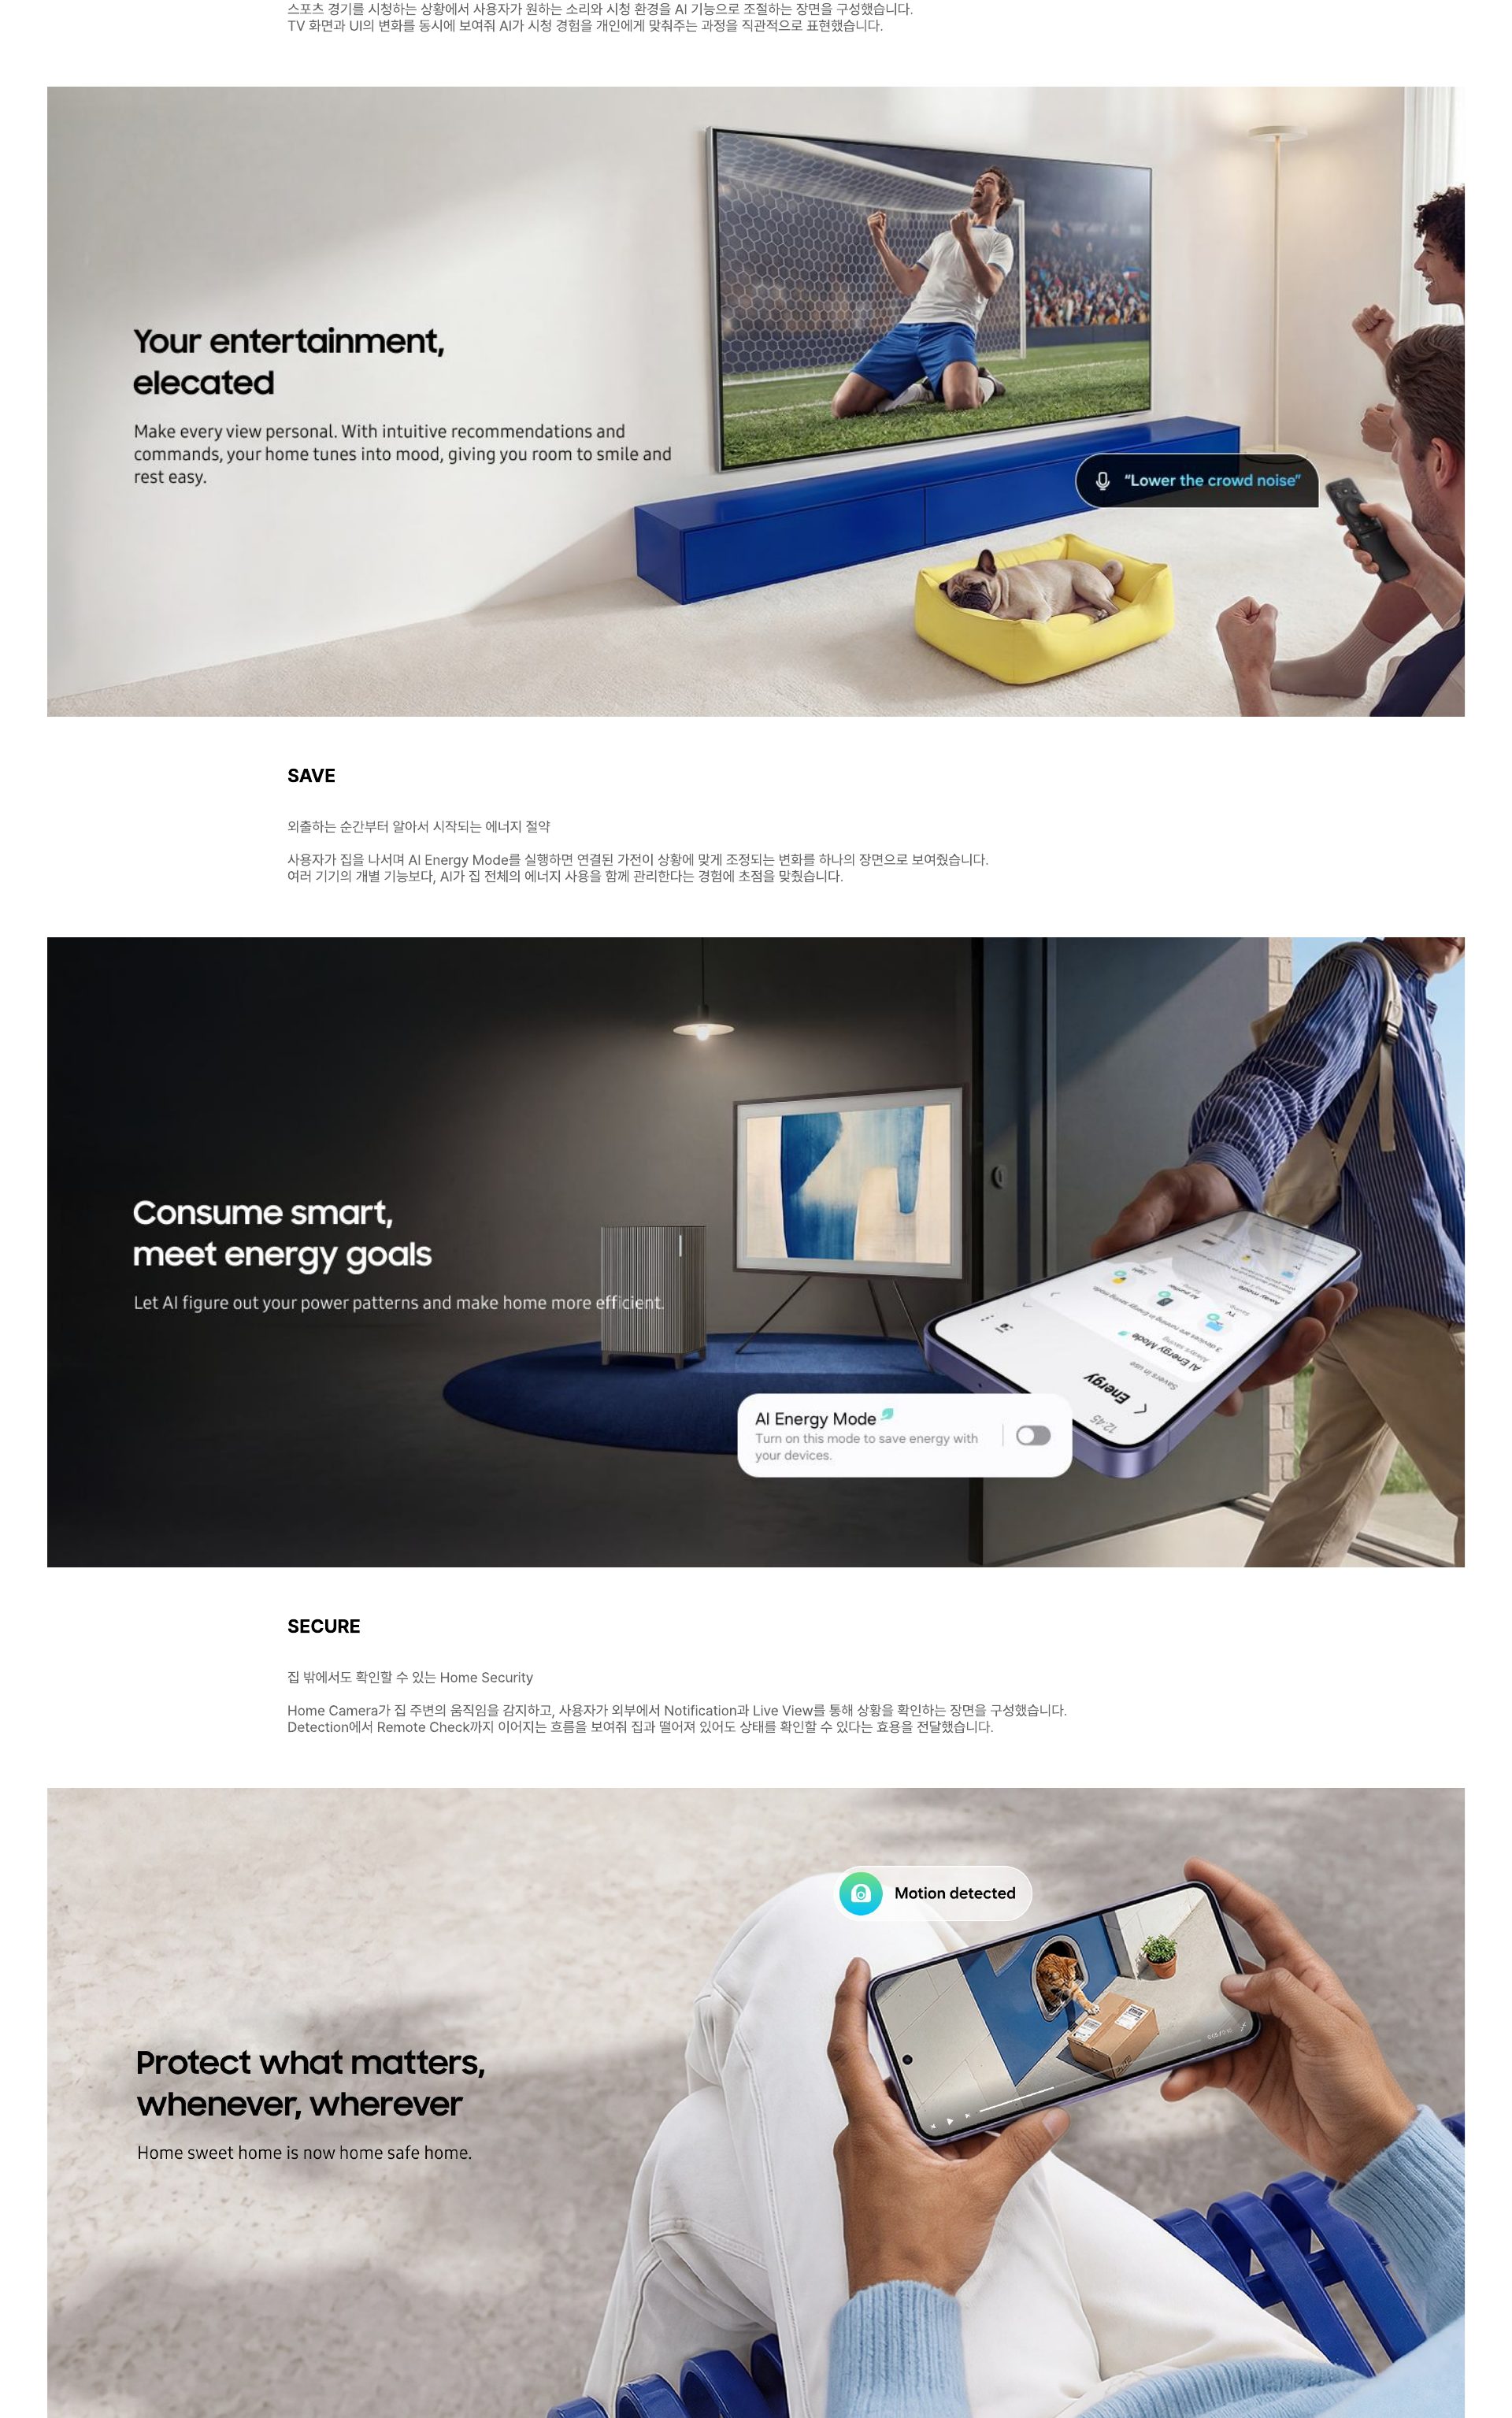 스포츠 경기를 시청하는 상황에서 사용자가 원하는 소리와 시청 환경을 AI 기능으로 조절하는 장면을 구성했습니다.
TV 화면과 UI의 변화를 동시에 보여줘 AI가 시청 경험을 개인에게 맞춰주는 과정을 직관적으로 표현했습니다.
Your entertainment,
elecated
Make every view personal. With intuitive recommendations and
commands, your home tunes into mood, giving you room to smile and
rest easy.
“Lower the crowd noise”
SAVE
외출하는 순간부터 알아서 시작되는 에너지 절약
사용자가 집을 나서며 AI Energy Mode를 실행하면 연결된 가전이 상황에 맞게 조정되는 변화를 하나의 장면으로 보여줬습니다.
여러 기기의 개별 기능보다, AI가 집 전체의 에너지 사용을 함께 관리한다는 경험에 초점을 맞췄습니다.
Consume smart,
meet energy goals
Let AI figure out your power patterns and make home more efficient.
12:45
Energy
Savers in use
AI Energy Mode
Always saving
3 devices are running in Energy saving mode
TV
Light
AI Energy Mode
Turn on this mode to save energy with
your devices.
SECURE
집 밖에서도 확인할 수 있는 Home Security
Home Camera가 집 주변의 움직임을 감지하고, 사용자가 외부에서 Notification과 Live View를 통해 상황을 확인하는 장면을 구성했습니다.
Detection에서 Remote Check까지 이어지는 흐름을 보여줘 집과 떨어져 있어도 상태를 확인할 수 있다는 효용을 전달했습니다.
Motion detected
Protect what matters,
whenever, wherever
Home sweet home is now home safe home.